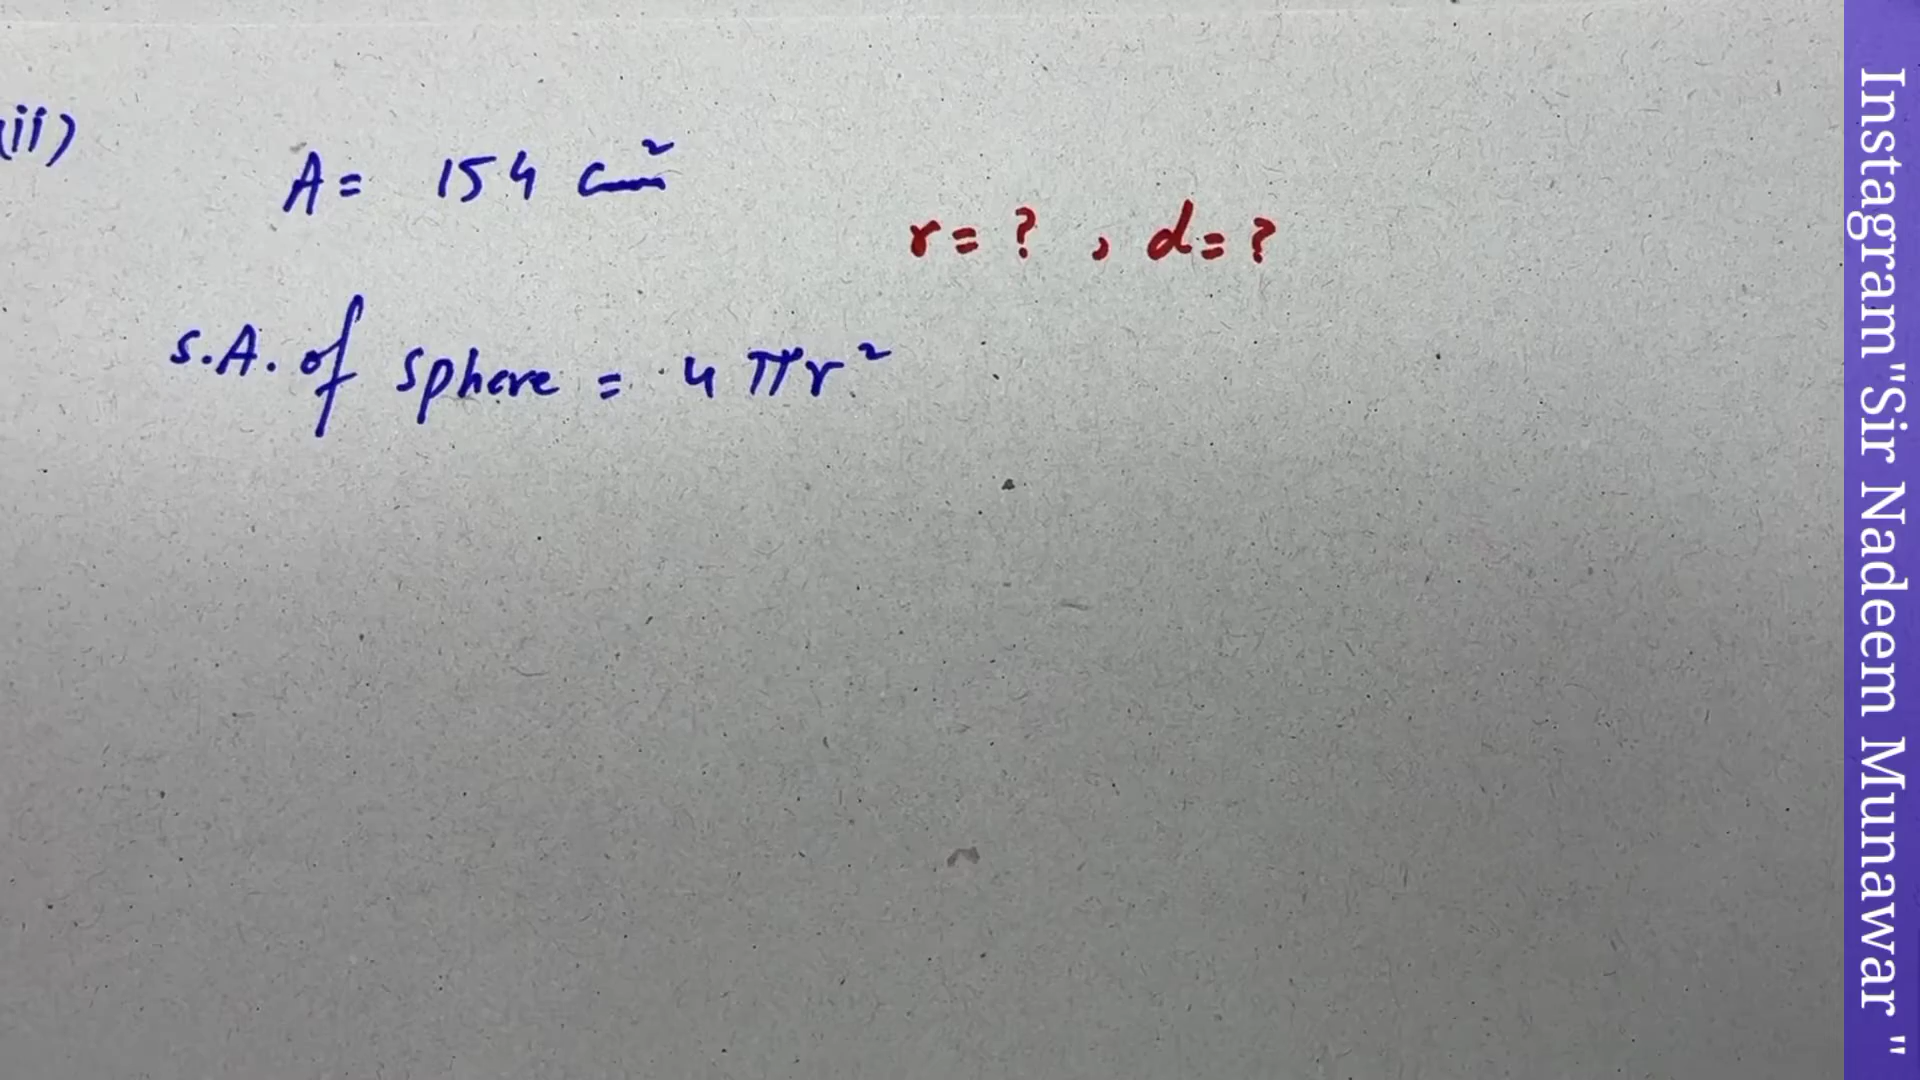 (ii)
A = 154 cm²
r = ? , d = ?
S.A. of sphere = 4πr²
Instagram"Sir Nadeem Munawar "